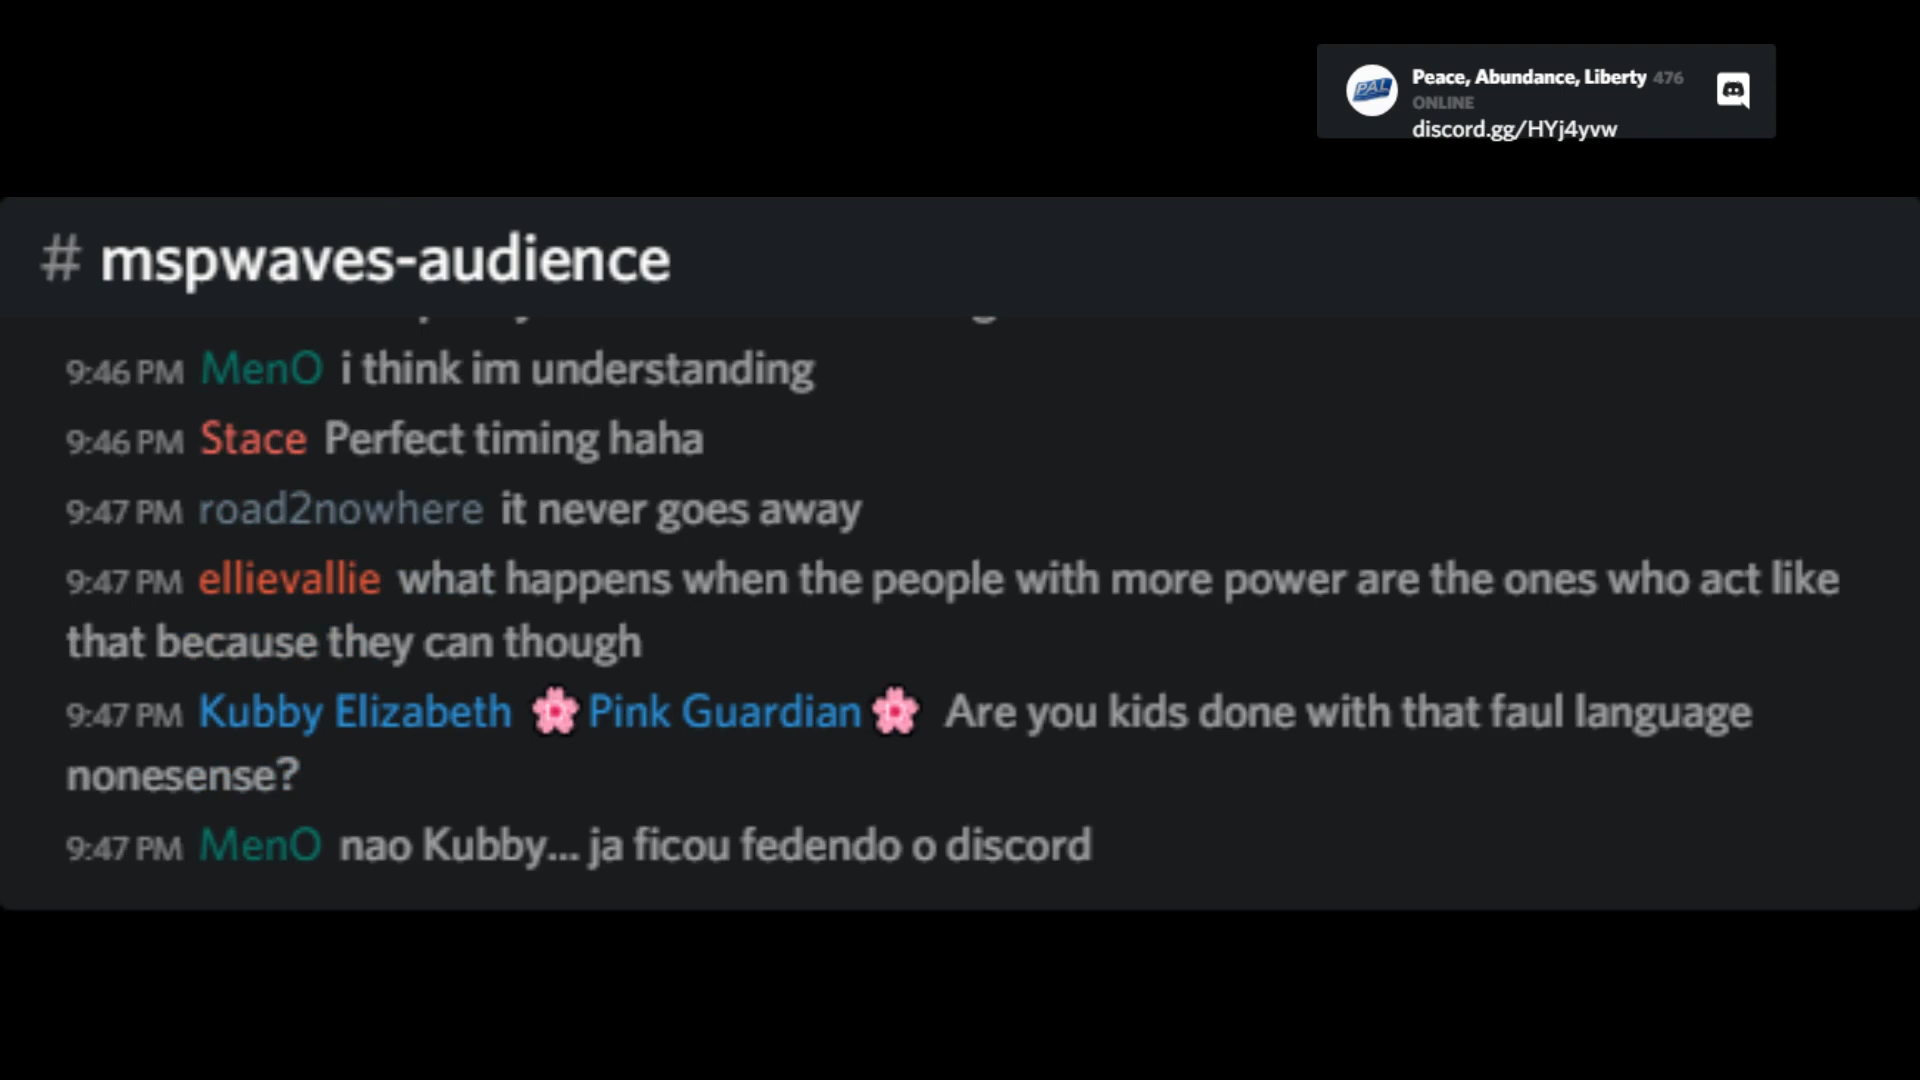 PAL Peace, Abundance, Liberty 476
ONLINE
discord.gg/HYj4yvw
# mspwaves-audience
9:46 PM MenO i think im understanding
9:46 PM Stace Perfect timing haha
9:47 PM road2nowhere it never goes away
9:47 PM ellievallie what happens when the people with more power are the ones who act like
that because they can though
9:47 PM Kubby Elizabeth 🌸Pink Guardian🌸 Are you kids done with that faul language
nonesense?
9:47 PM MenO nao Kubby... ja ficou fedendo o discord